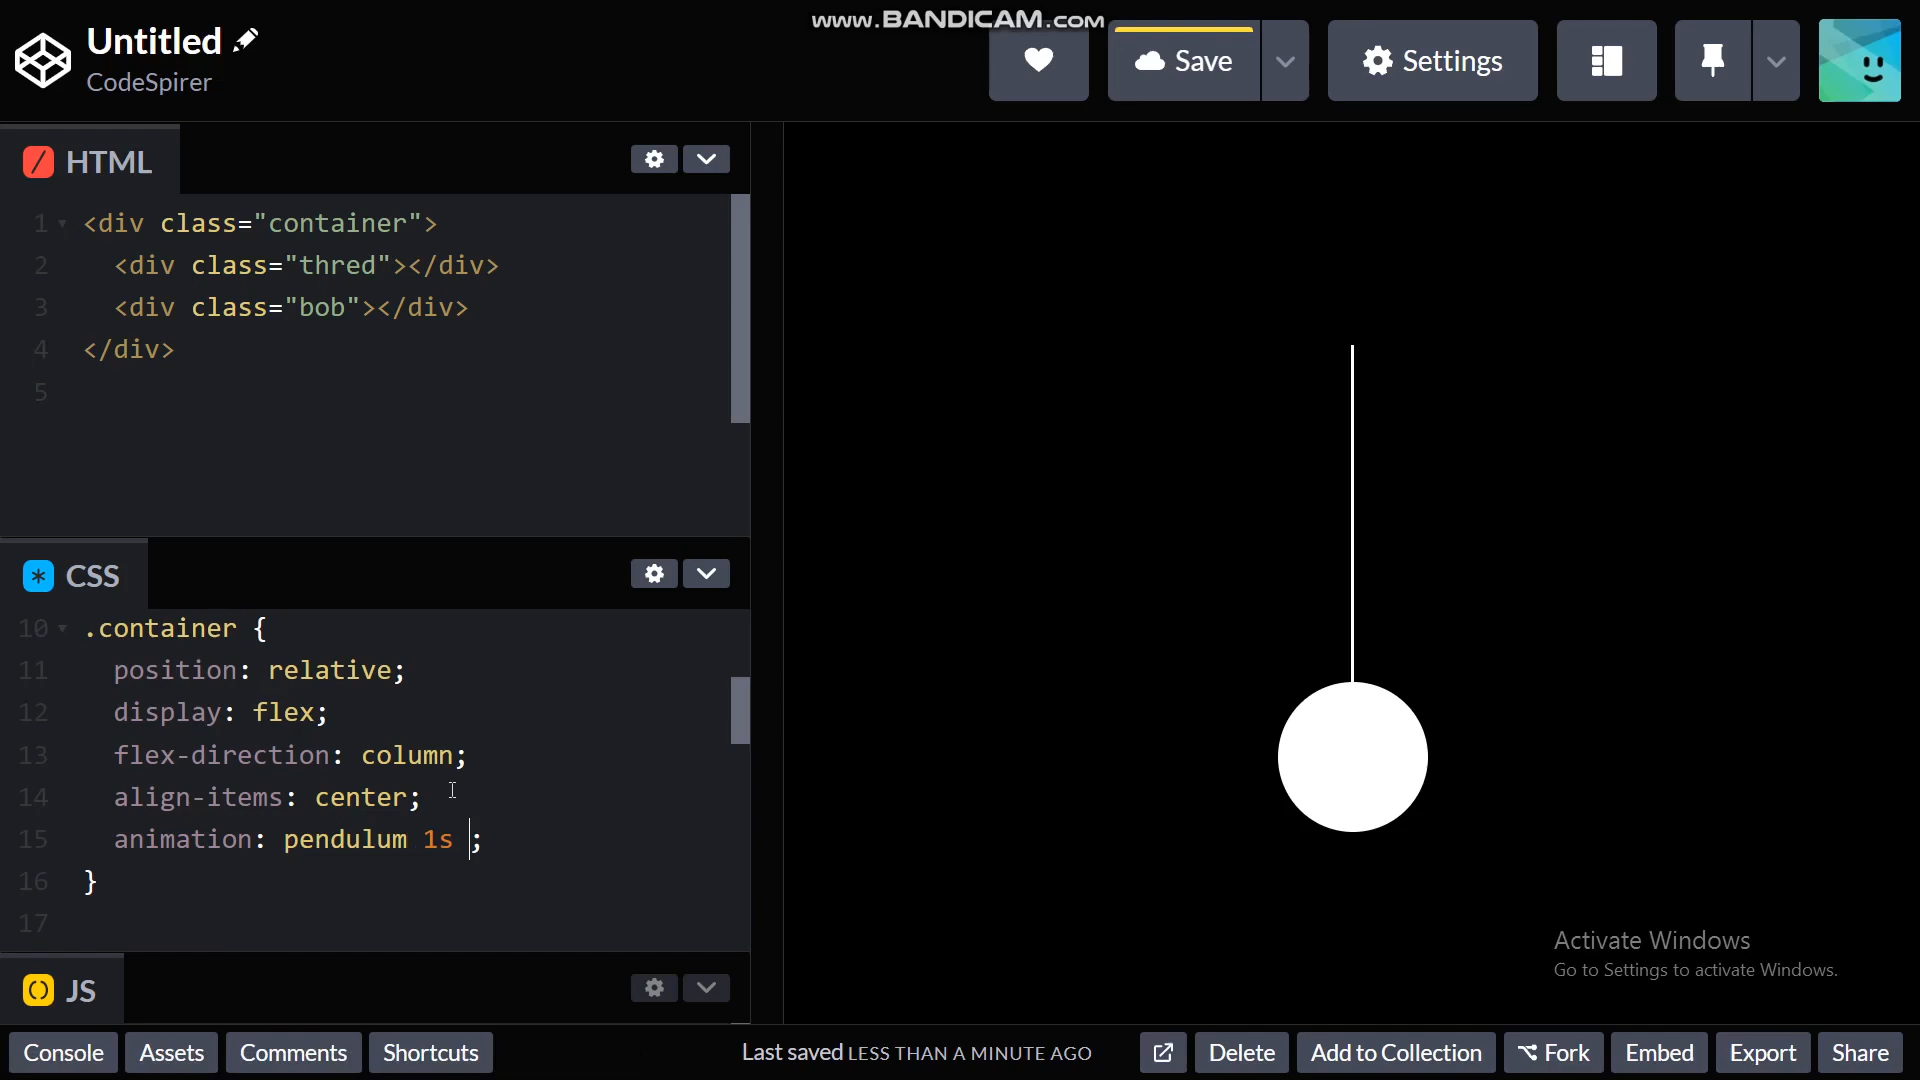 www.BANDICAM.com
Untitled
CodeSpirer
Save
Settings
HTML
1 <div class="container">
2 <div class="thred"></div>
3 <div class="bob"></div>
4 </div>
5
CSS
10 .container {
11 position: relative;
12 display: flex;
13 flex-direction: column;
14 align-items: center;
15 animation: pendulum 1s ;
16 }
17
Activate Windows
Go to Settings to activate Windows.
JS
Console Assets Comments Shortcuts Last saved LESS THAN A MINUTE AGO Delete Add to Collection Fork Embed Export Share